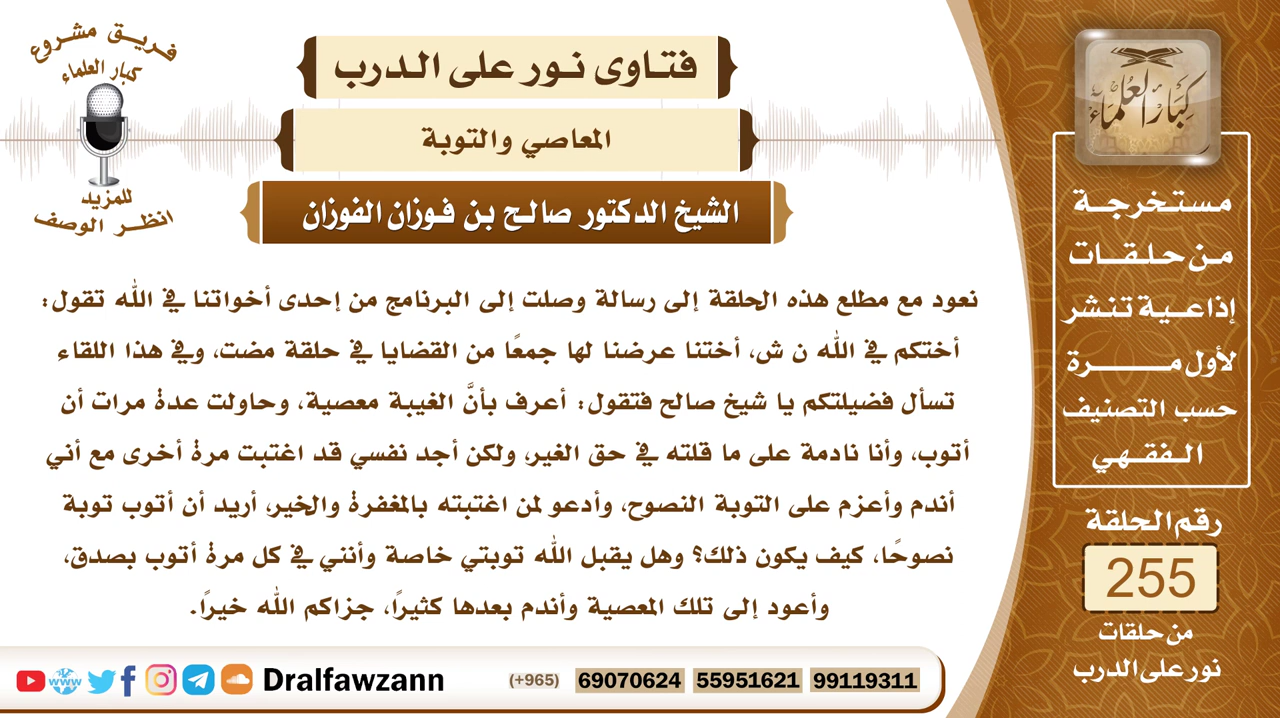 فريق مشروع
كبار العلماء
للمزيد
انظر الوصف
فتاوى نور على الدرب
المعاصي والتوبة
الشيخ الدكتور صالح بن فوزان الفوزان
نعود مع مطلع هذه الحلقة إلى رسالة وصلت إلى البرنامج من إحدى أخواتنا في الله تقول:
أختكم في الله ن ش، أختنا عرضنا لها جمعًا من القضايا في حلقة مضت، وفي هذا اللقاء
تسأل فضيلتكم يا شيخ صالح فتقول: أعرف بأنَّ الغيبة معصية، وحاولت عدة مرات أن
أتوب، وأنا نادمة على ما قلته في حق الغير، ولكن أجد نفسي قد اغتبت مرة أخرى مع أني
أندم وأعزم على التوبة النصوح، وأدعو لمن اغتبته بالمغفرة والخير، أريد أن أتوب توبة
نصوحًا، كيف يكون ذلك؟ وهل يقبل الله توبتي خاصة وأنني في كل مرة أتوب بصدق،
وأعود إلى تلك المعصية وأندم بعدها كثيرًا، جزاكم الله خيرًا.
كبار العلماء
مستخرجة
من حلقات
إذاعية تنشر
لأول مرة
حسب التصنيف
الفقهي
رقم الحلقة
255
من حلقات
نور على الدرب
www Dralfawzann (+965) 69070624 55951621 99119311